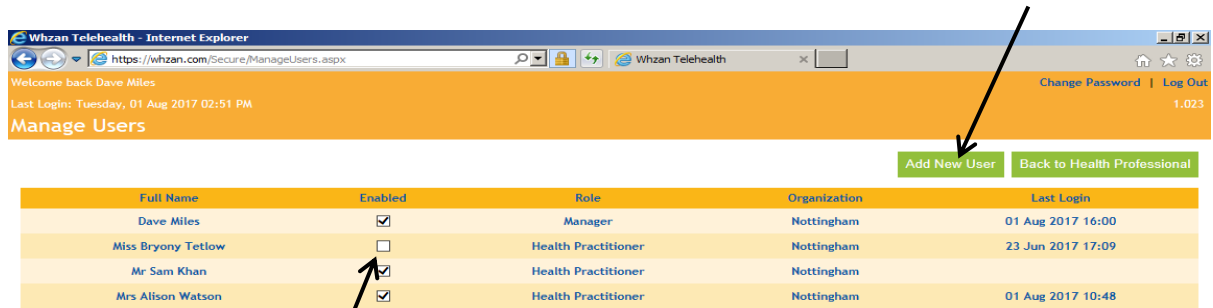 Whzan Telehealth - Internet Explorer
https://whzan.com/Secure/ManageUsers.aspx Whzan Telehealth
Welcome back Dave Miles Change Password | Log Out
Last Login: Tuesday, 01 Aug 2017 02:51 PM 1.023
Manage Users
Add New User Back to Health Professional
Full Name Enabled Role Organization Last Login
Dave Miles Manager Nottingham 01 Aug 2017 16:00
Miss Bryony Tetlow Health Practitioner Nottingham 23 Jun 2017 17:09
Mr Sam Khan Health Practitioner Nottingham
Mrs Alison Watson Health Practitioner Nottingham 01 Aug 2017 10:48